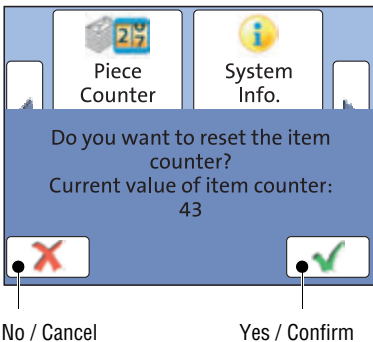 Piece
Counter
System
Info.
Do you want to reset the item
counter?
Current value of item counter:
43
No / Cancel
Yes / Confirm